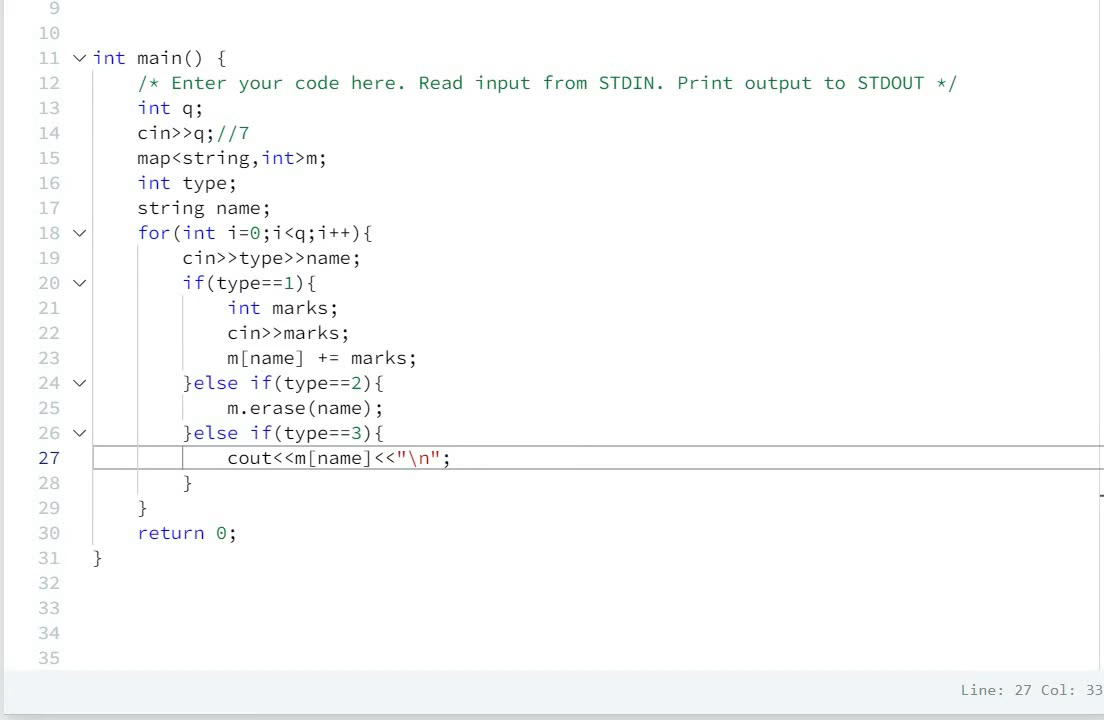 9
10
11 int main() {
12     /* Enter your code here. Read input from STDIN. Print output to STDOUT */
13     int q;
14     cin>>q;//7
15     map<string,int>m;
16     int type;
17     string name;
18     for(int i=0;i<q;i++){
19         cin>>type>>name;
20         if(type==1){
21             int marks;
22             cin>>marks;
23             m[name] += marks;
24         }else if(type==2){
25             m.erase(name);
26         }else if(type==3){
27             cout<<m[name]<<"\n";
28         }
29     }
30     return 0;
31 }
32
33
34
35
Line: 27 Col: 33